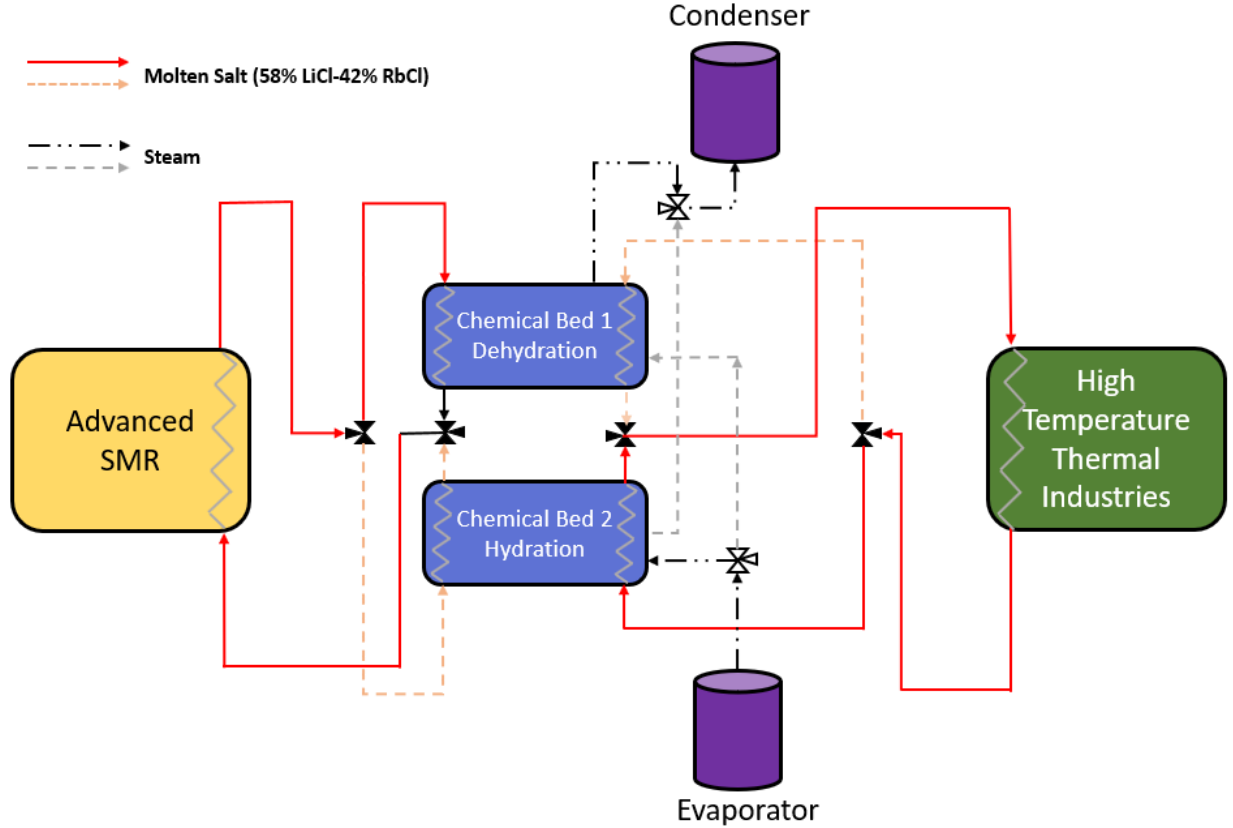 Condenser
Molten Salt (58% LiCl-42% RbCl)
Steam
Chemical Bed 1
Dehydration
Advanced
SMR
High
Temperature
Thermal
Industries
Chemical Bed 2
Hydration
Evaporator